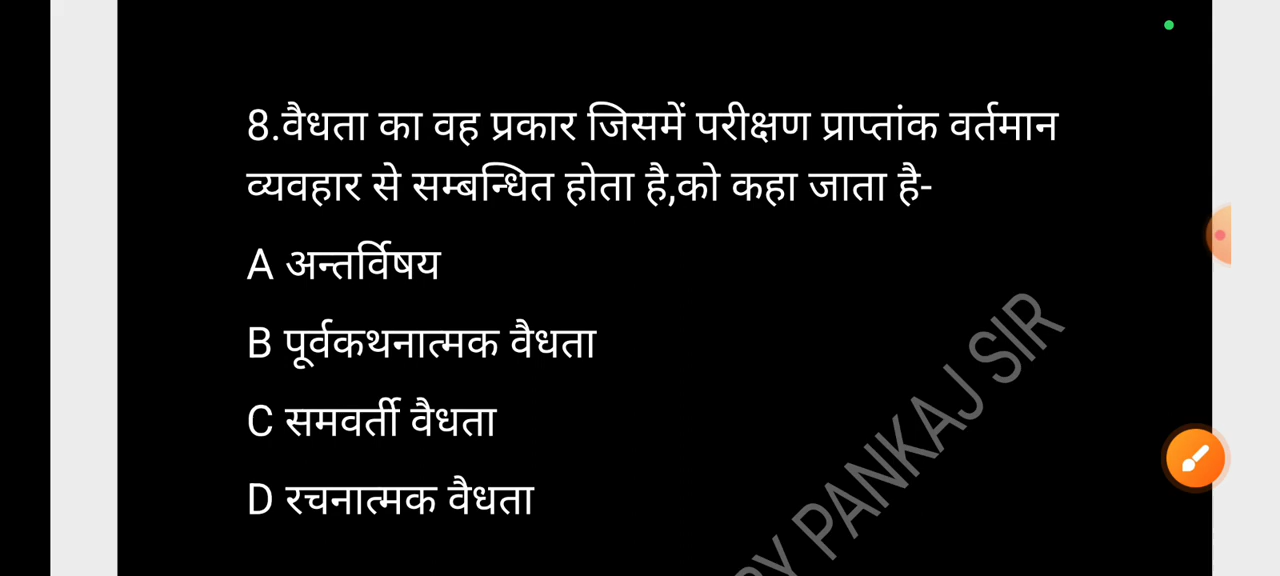 8.वैधता का वह प्रकार जिसमें परीक्षण प्राप्तांक वर्तमान
व्यवहार से सम्बन्धित होता है,को कहा जाता है-
A अन्तर्विषय
B पूर्वकथनात्मक वैधता
C समवर्ती वैधता
D रचनात्मक वैधता
BY PANKAJ SIR